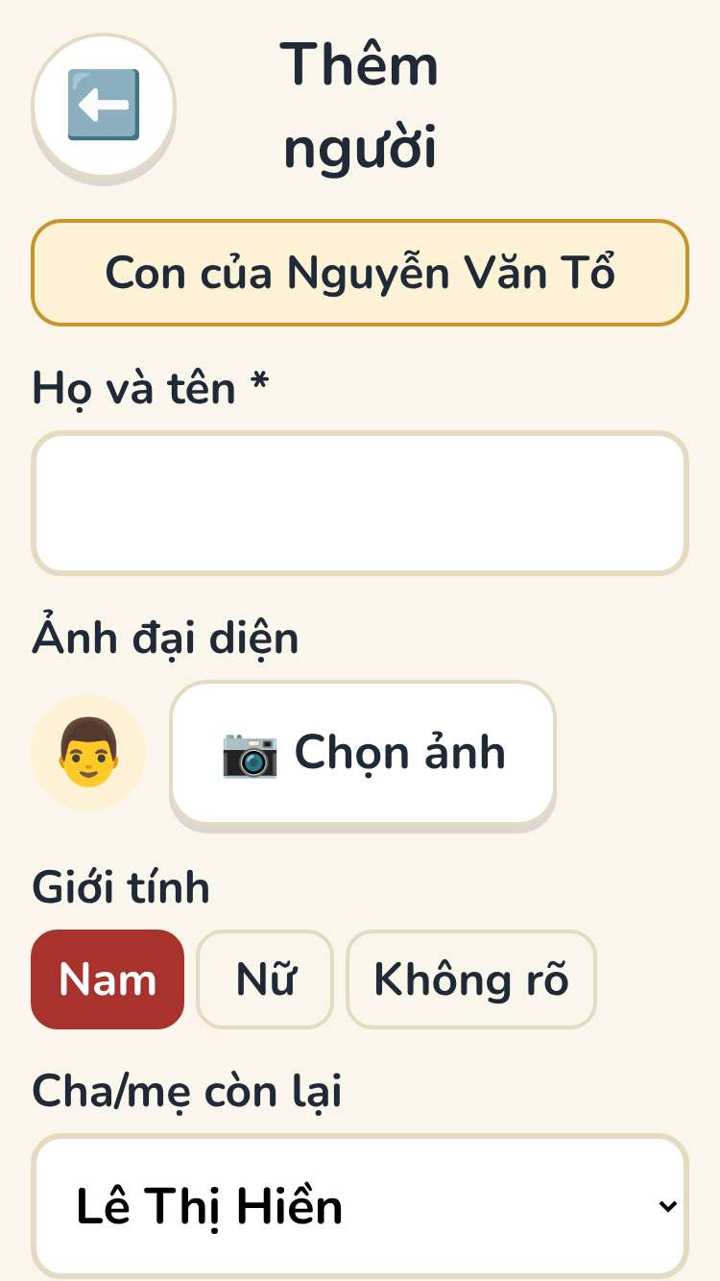 Thêm
người
Con của Nguyễn Văn Tổ
Họ và tên *
Ảnh đại diện
Chọn ảnh
Giới tính
Nam
Nữ
Không rõ
Cha/mẹ còn lại
Lê Thị Hiền